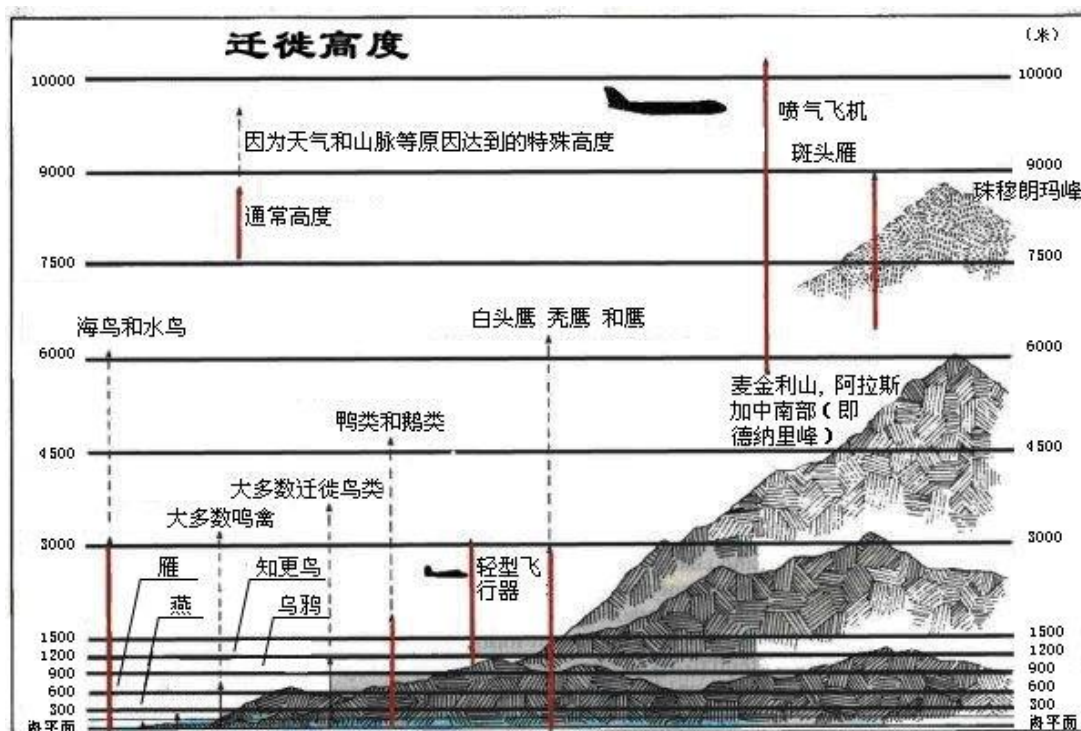 迁徙高度
(米)
10000
10000
喷气飞机
因为天气和山脉等原因达到的特殊高度
斑头雁
9000
9000
珠穆朗玛峰
通常高度
7500
7500
海鸟和水鸟
白头鹰 秃鹰 和鹰
6000
6000
麦金利山, 阿拉斯
加中南部(即
德纳里峰)
鸭类和鹅类
4500
4500
大多数迁徙鸟类
大多数鸣禽
3000
3000
雁
知更鸟
轻型飞
行器
燕
乌鸦
1500
1500
1200
1200
900
900
600
600
300
300
海平面
海平面